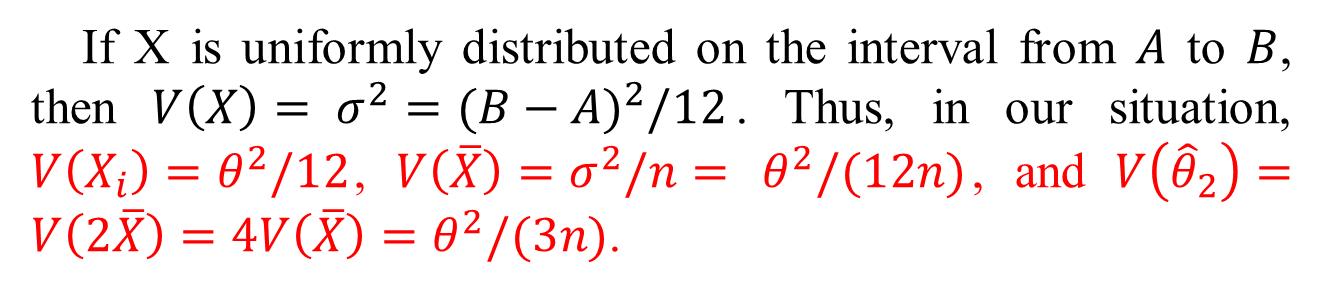 If X is uniformly distributed on the interval from A to B,
then V(X) = σ² = (B − A)²/12. Thus, in our situation,
V(Xᵢ) = θ²/12, V(X̄) = σ²/n = θ²/(12n), and V(θ̂₂) =
V(2X̄) = 4V(X̄) = θ²/(3n).